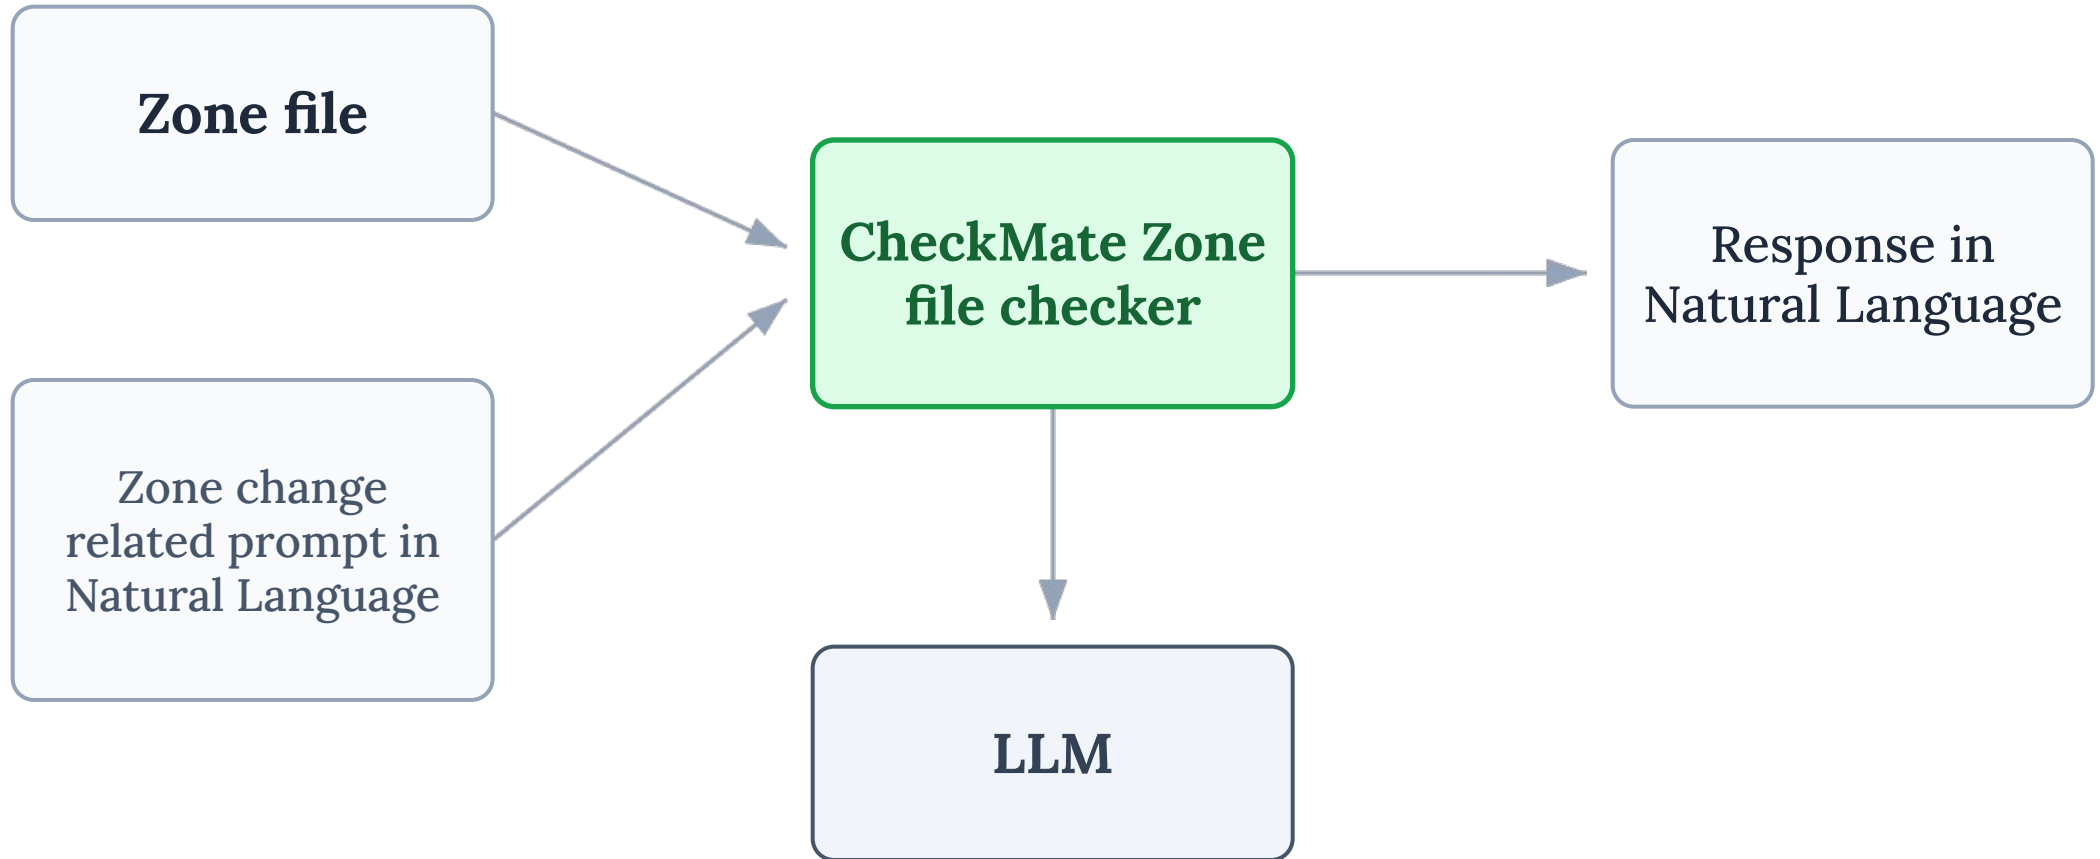 Zone file
CheckMate Zone
file checker
Response in
Natural Language
Zone change
related prompt in
Natural Language
LLM